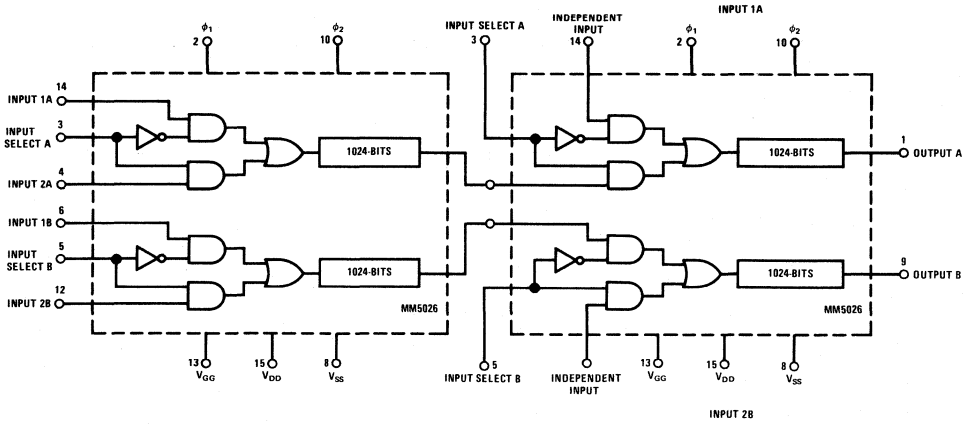 INPUT 1A
INPUT SELECT A
INDEPENDENT
INPUT
ϕ1
2
ϕ2
10
3
14
ϕ1
2
ϕ2
10
14
INPUT 1A
3
INPUT
SELECT A
4
INPUT 2A
1024-BITS
1024-BITS
1
OUTPUT A
6
INPUT 1B
5
INPUT
SELECT B
12
INPUT 2B
1024-BITS
MM5026
1024-BITS
MM5026
9
OUTPUT B
13
VGG
15
VDD
8
VSS
5
INPUT SELECT B
INDEPENDENT
INPUT
13
VGG
15
VDD
8
VSS
INPUT 2B